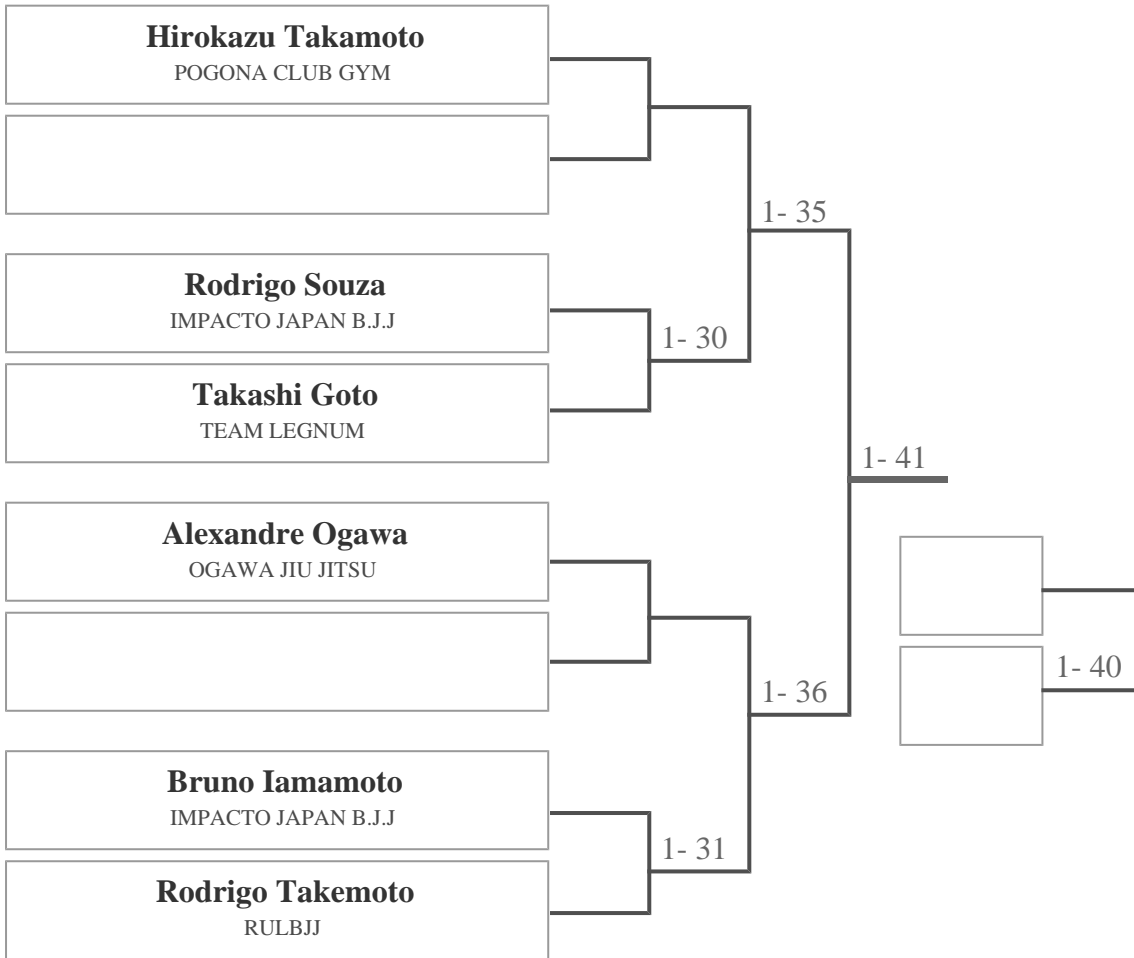 Hirokazu Takamoto
POGONA CLUB GYM
1- 35
Rodrigo Souza
IMPACTO JAPAN B.J.J
1- 30
Takashi Goto
TEAM LEGNUM
1- 41
Alexandre Ogawa
OGAWA JIU JITSU
1- 40
1- 36
Bruno Iamamoto
IMPACTO JAPAN B.J.J
1- 31
Rodrigo Takemoto
RULBJJ